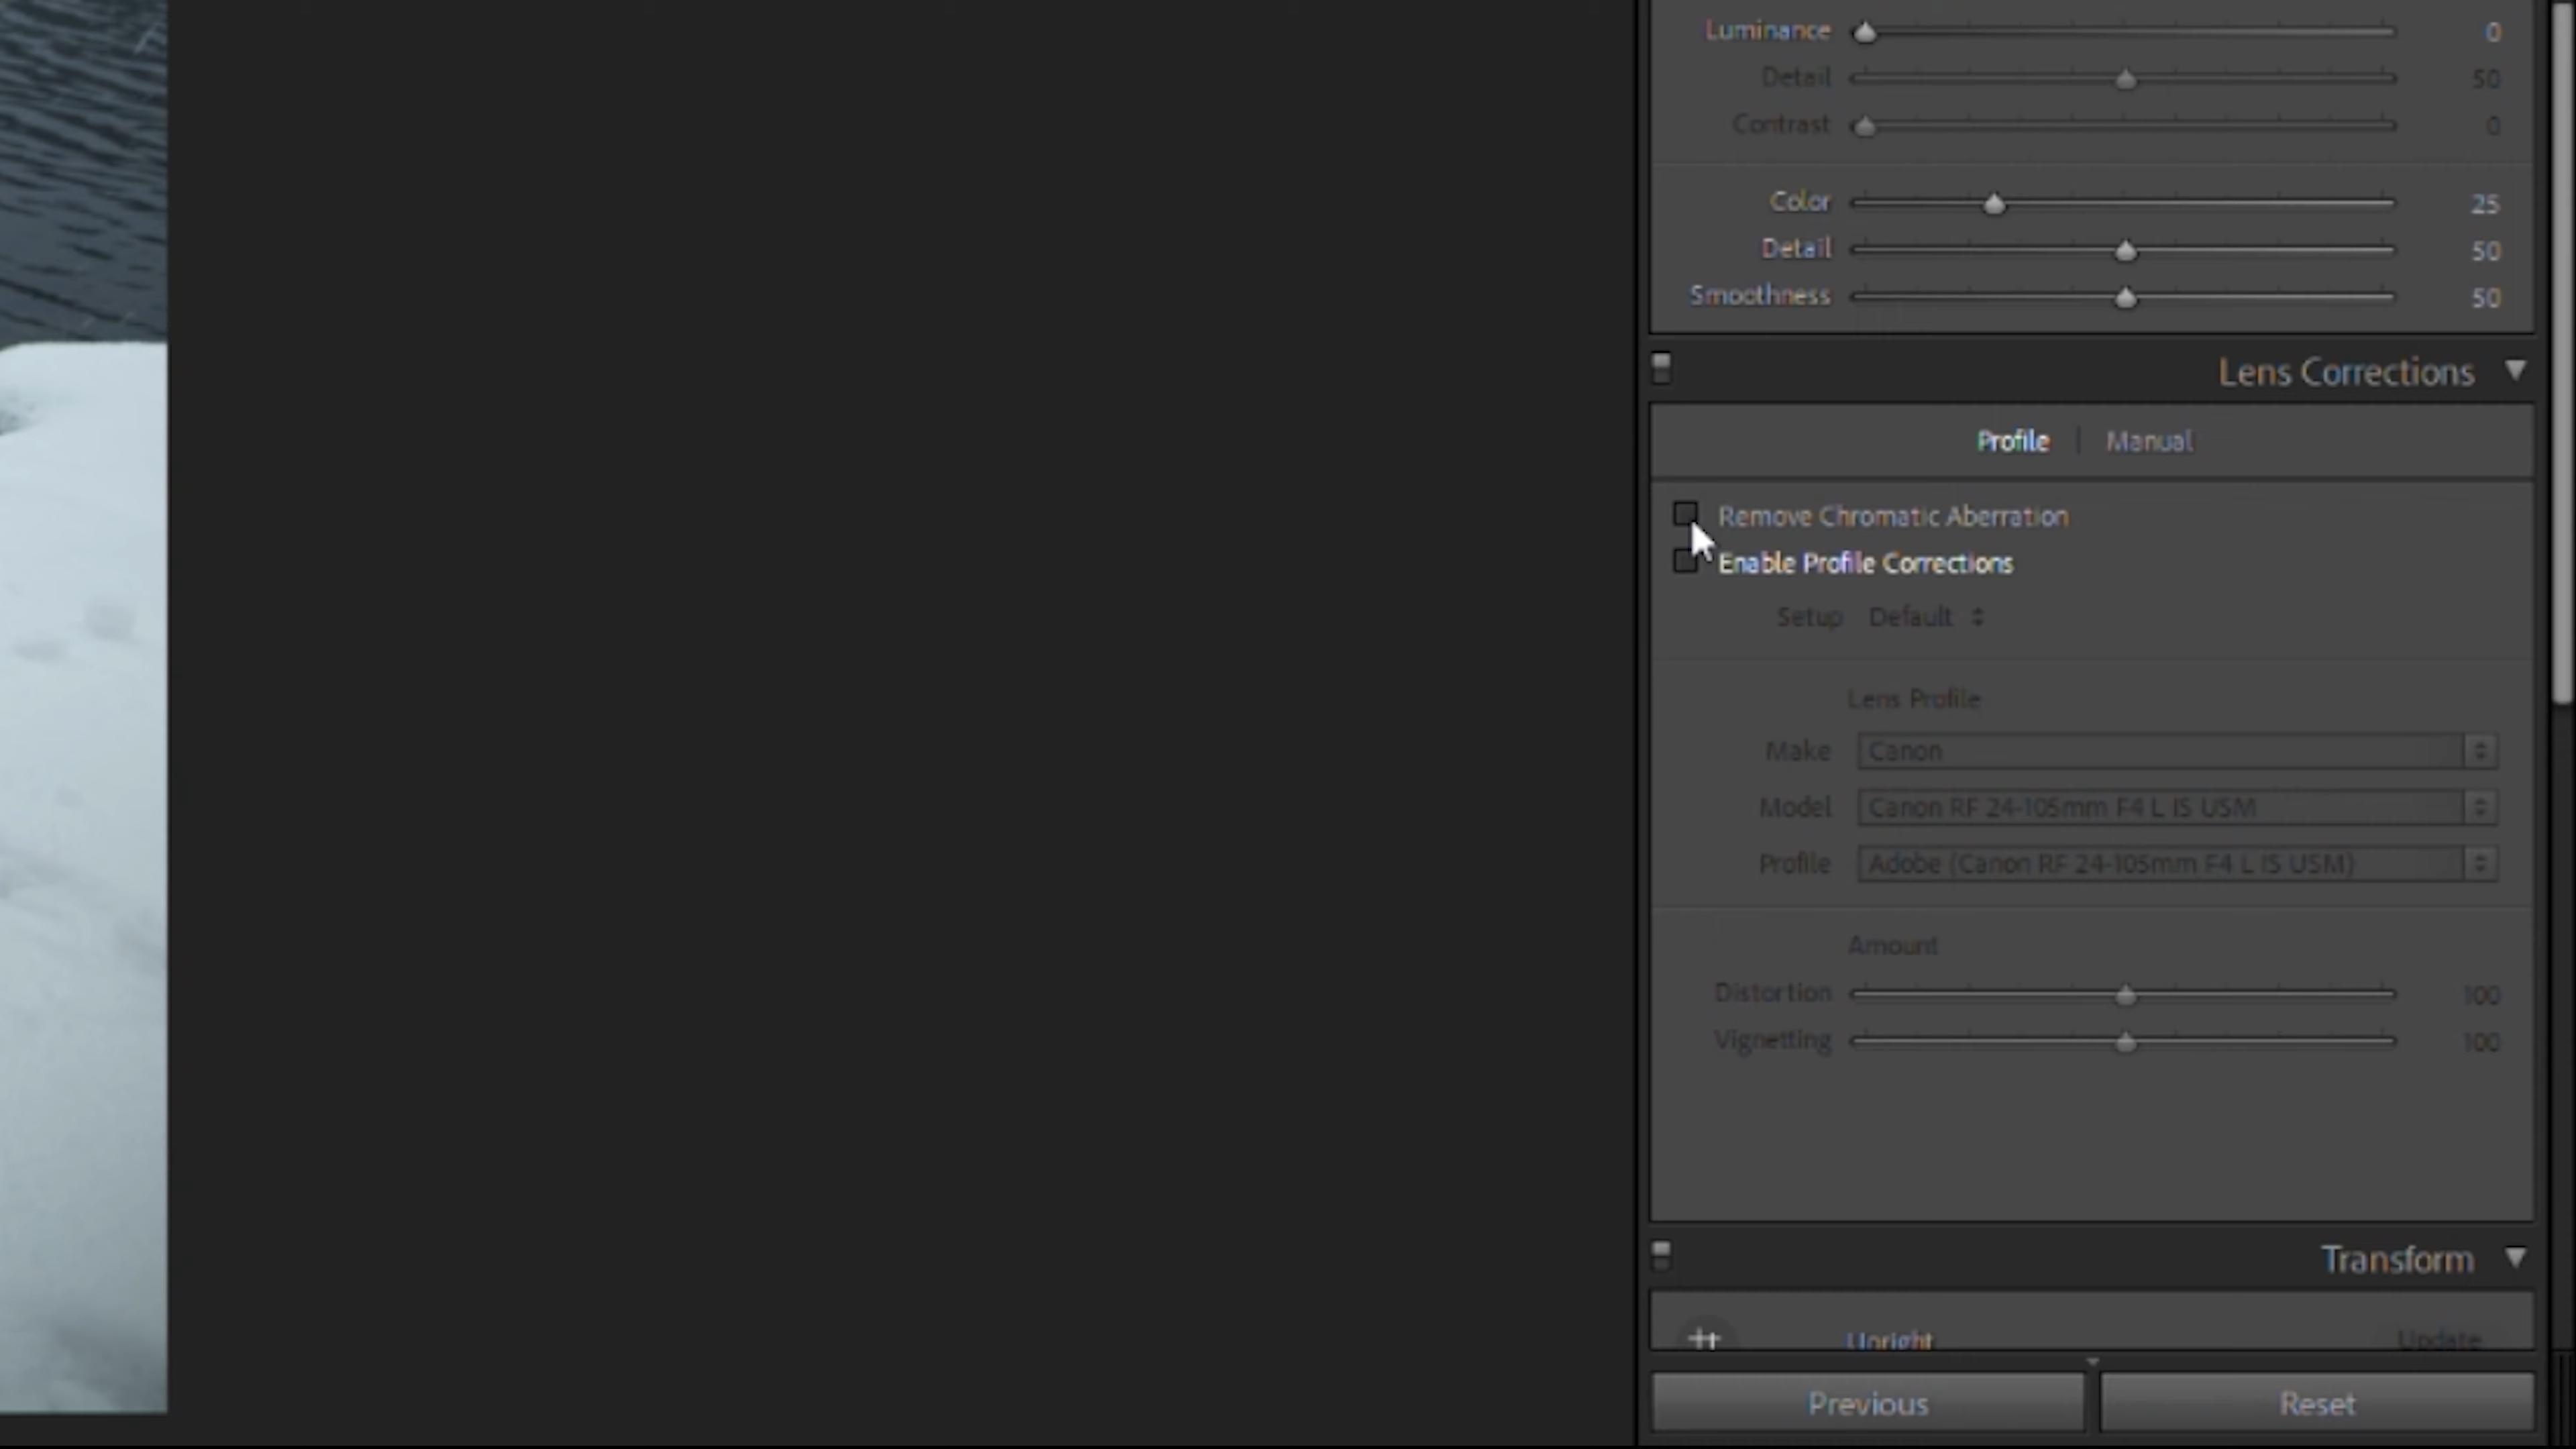 Luminance 0
Detail 50
Contrast 0
Color 25
Detail 50
Smoothness 50
Lens Corrections
Profile | Manual
Remove Chromatic Aberration
Enable Profile Corrections
Setup Default
Lens Profile
Make Canon
Model Canon RF 24-105mm F4 L IS USM
Profile Adobe (Canon RF 24-105mm F4 L IS USM)
Amount
Distortion 100
Vignetting 100
Transform
Upright Update
Previous Reset